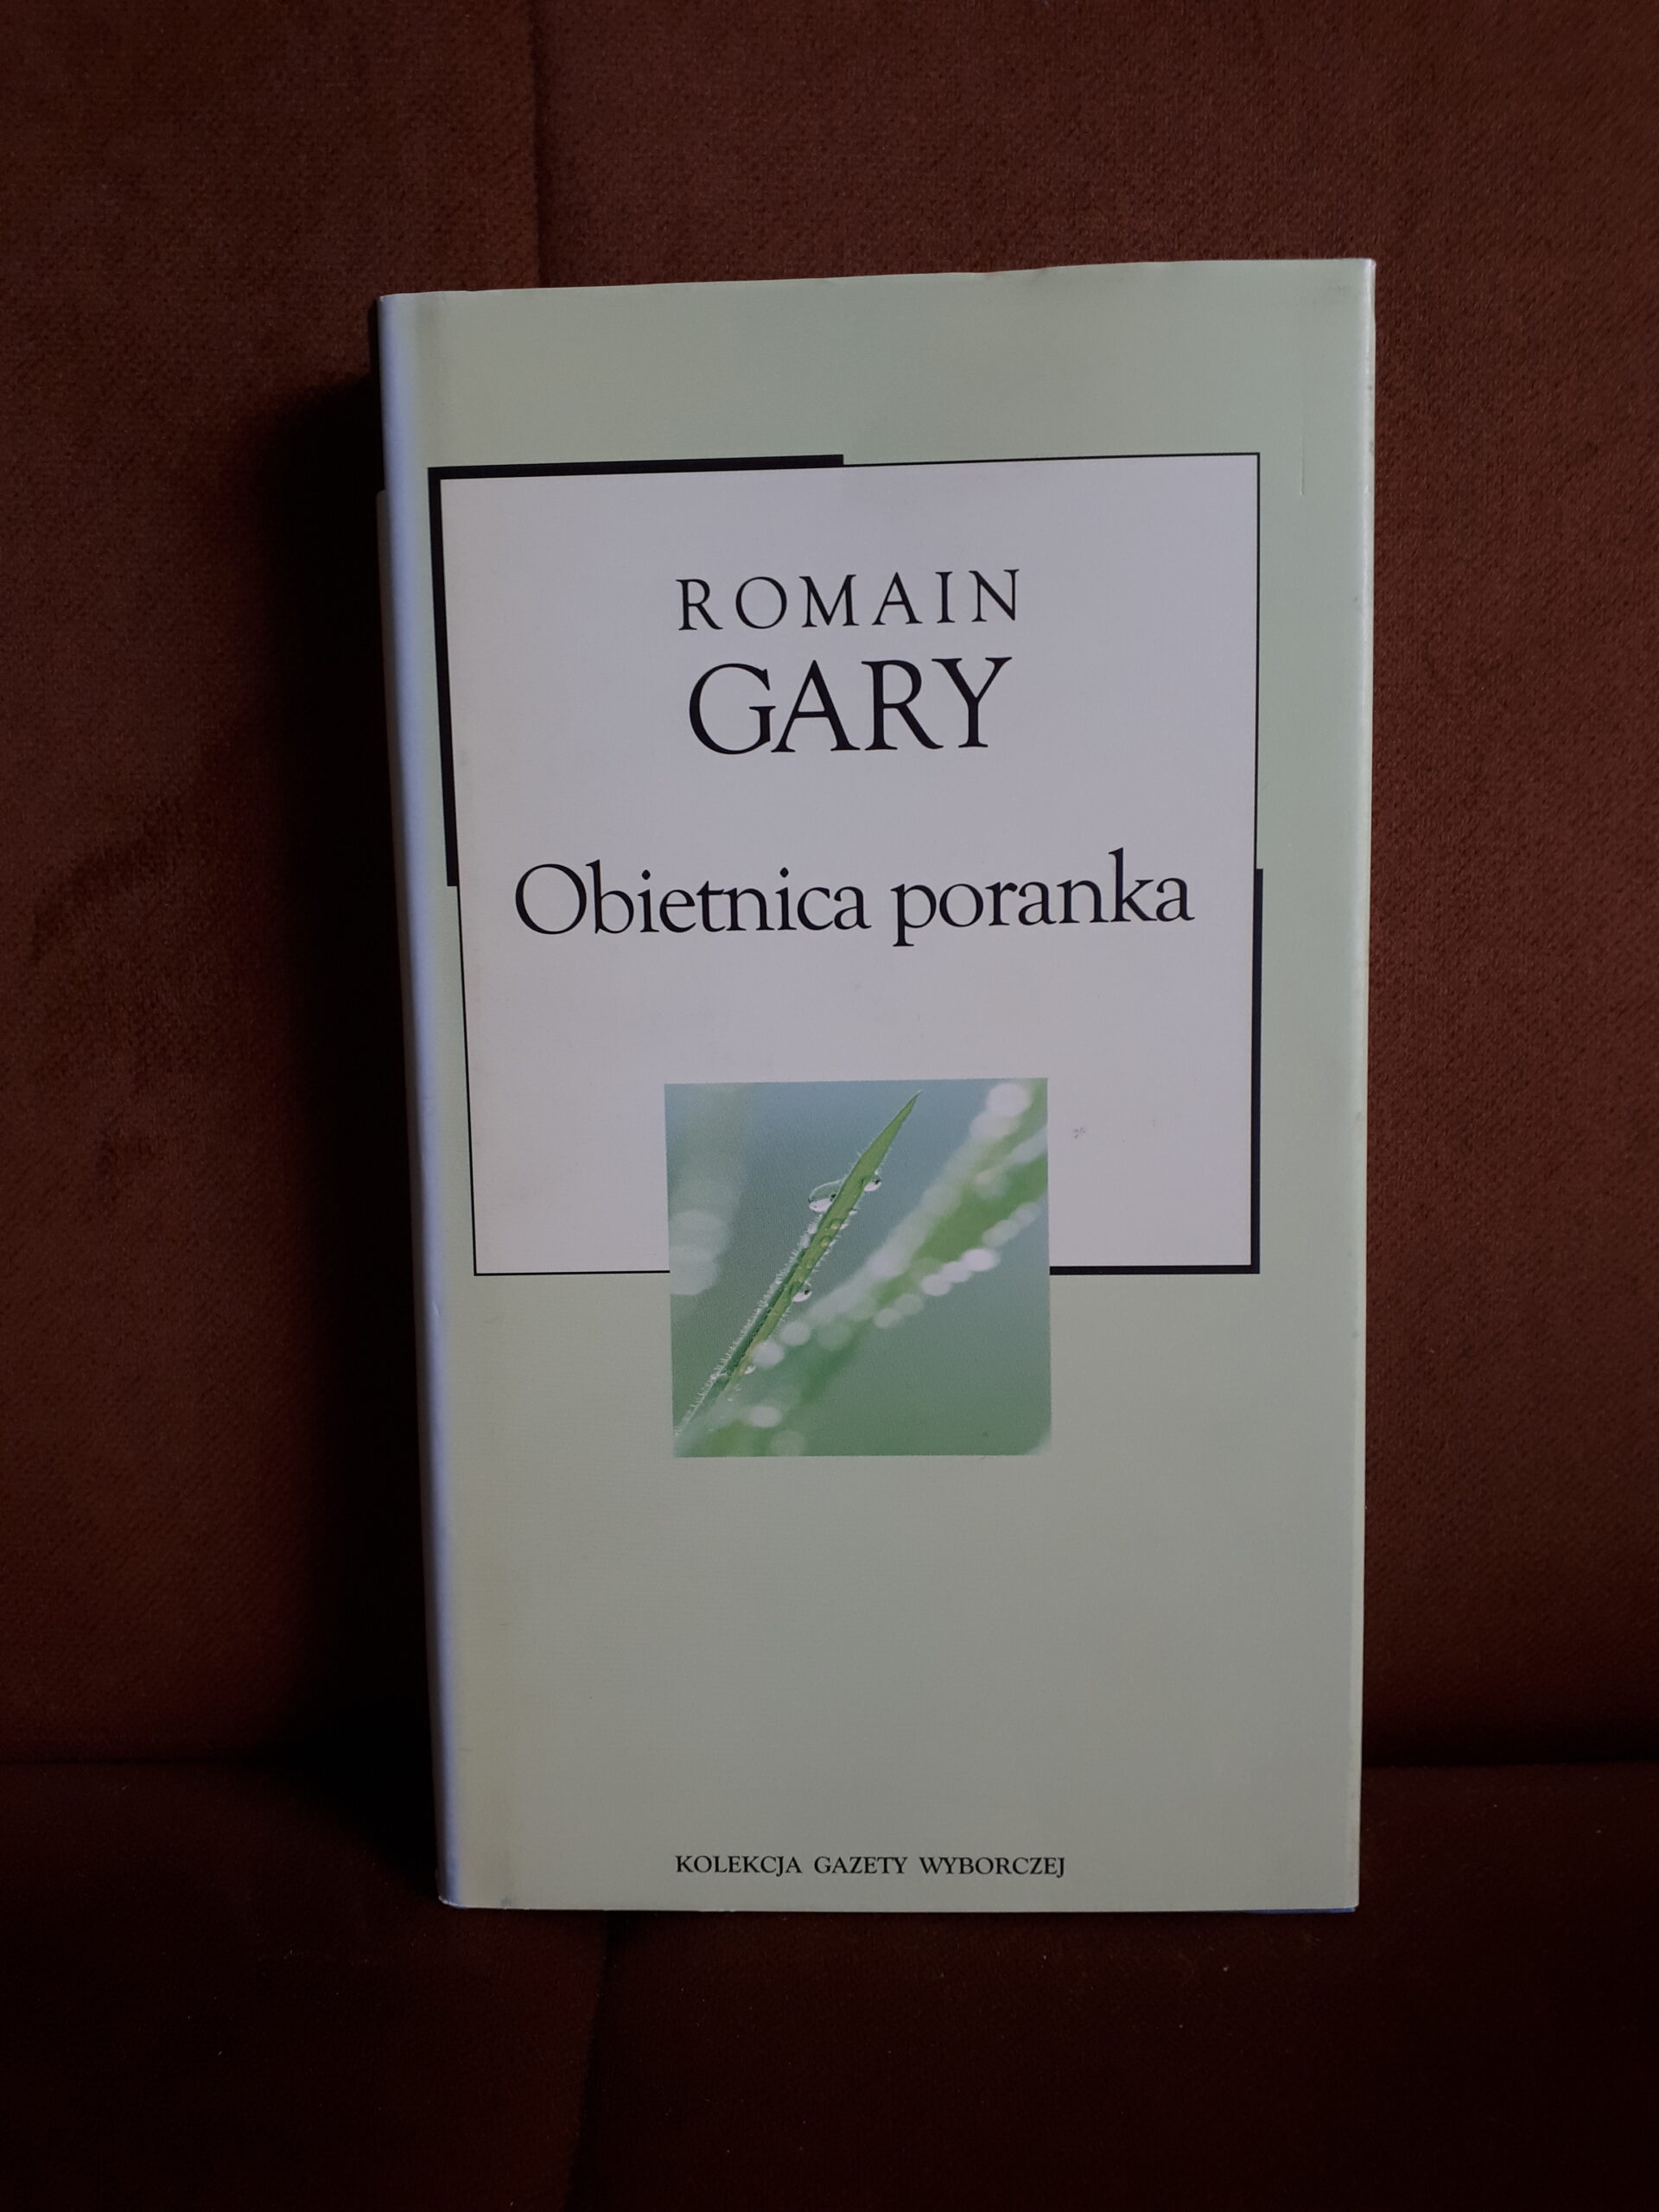 ROMAIN
GARY
Obietnica poranka
KOLEKCJA GAZETY WYBORCZEJ